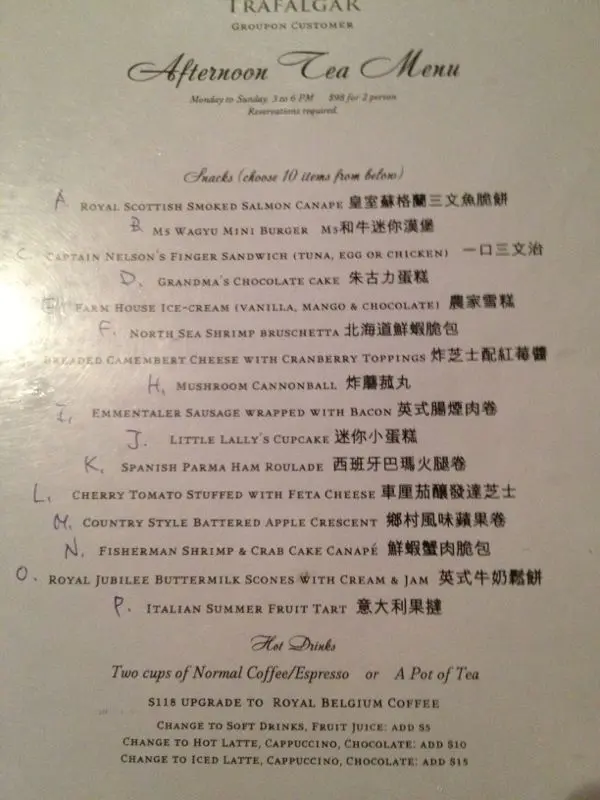 TRAFALGAR
GROUPON CUSTOMER
Afternoon Tea Menu
Monday to Sunday, 3 to 6 PM $98 for 2 person
Reservations required.
Snacks (choose 10 items from below)
A. ROYAL SCOTTISH SMOKED SALMON CANAPE 皇室蘇格蘭三文魚脆餅
B. M5 WAGYU MINI BURGER M5和牛迷你漢堡
C. CAPTAIN NELSON'S FINGER SANDWICH (TUNA, EGG OR CHICKEN) 一口三文治
D. GRANDMA'S CHOCOLATE CAKE 朱古力蛋糕
E. FARM HOUSE ICE-CREAM (VANILLA, MANGO & CHOCOLATE) 農家雪糕
F. NORTH SEA SHRIMP BRUSCHETTA 北海道鮮蝦脆包
BREADED CAMEMBERT CHEESE WITH CRANBERRY TOPPINGS 炸芝士配紅莓醬
H. MUSHROOM CANNONBALL 炸蘑菰丸
I. EMMENTALER SAUSAGE WRAPPED WITH BACON 英式腸煙肉卷
J. LITTLE LALLY'S CUPCAKE 迷你小蛋糕
K. SPANISH PARMA HAM ROULADE 西班牙巴瑪火腿卷
L. CHERRY TOMATO STUFFED WITH FETA CHEESE 車厘茄釀發達芝士
M. COUNTRY STYLE BATTERED APPLE CRESCENT 鄉村風味蘋果卷
N. FISHERMAN SHRIMP & CRAB CAKE CANAPÉ 鮮蝦蟹肉脆包
O. ROYAL JUBILEE BUTTERMILK SCONES WITH CREAM & JAM 英式牛奶鬆餅
P. ITALIAN SUMMER FRUIT TART 意大利果撻
Hot Drinks
Two cups of Normal Coffee/Espresso or A Pot of Tea
$118 UPGRADE TO ROYAL BELGIUM COFFEE
CHANGE TO SOFT DRINKS, FRUIT JUICE: ADD $5
CHANGE TO HOT LATTE, CAPPUCCINO, CHOCOLATE: ADD $10
CHANGE TO ICED LATTE, CAPPUCCINO, CHOCOLATE: ADD $15